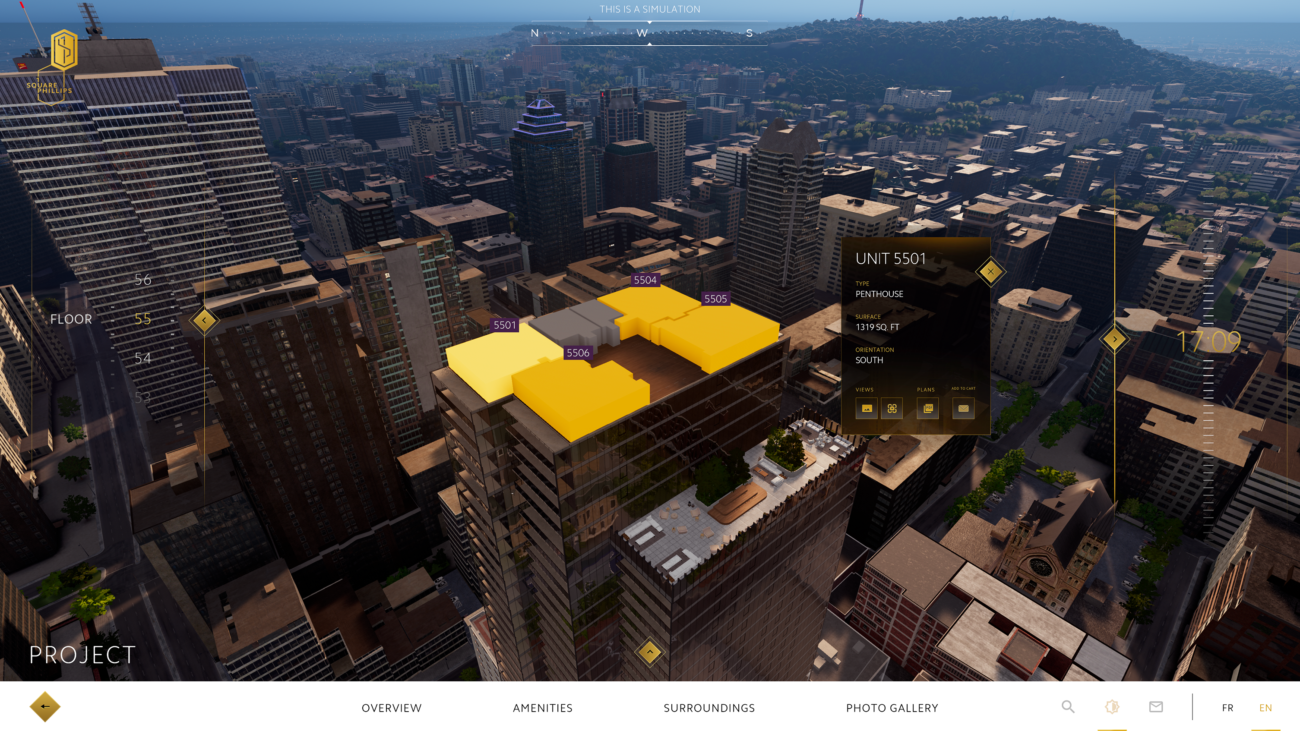 THIS IS A SIMULATION
N W S
SQUARE
PHILLIPS
56
FLOOR 55
54
53
5504
5505
5501
5506
UNIT 5501
TYPE
PENTHOUSE
SURFACE
1319 SQ. FT
ORIENTATION
SOUTH
VIEWS PLANS ADD TO CART
17:09
PROJECT
OVERVIEW AMENITIES SURROUNDINGS PHOTO GALLERY FR EN